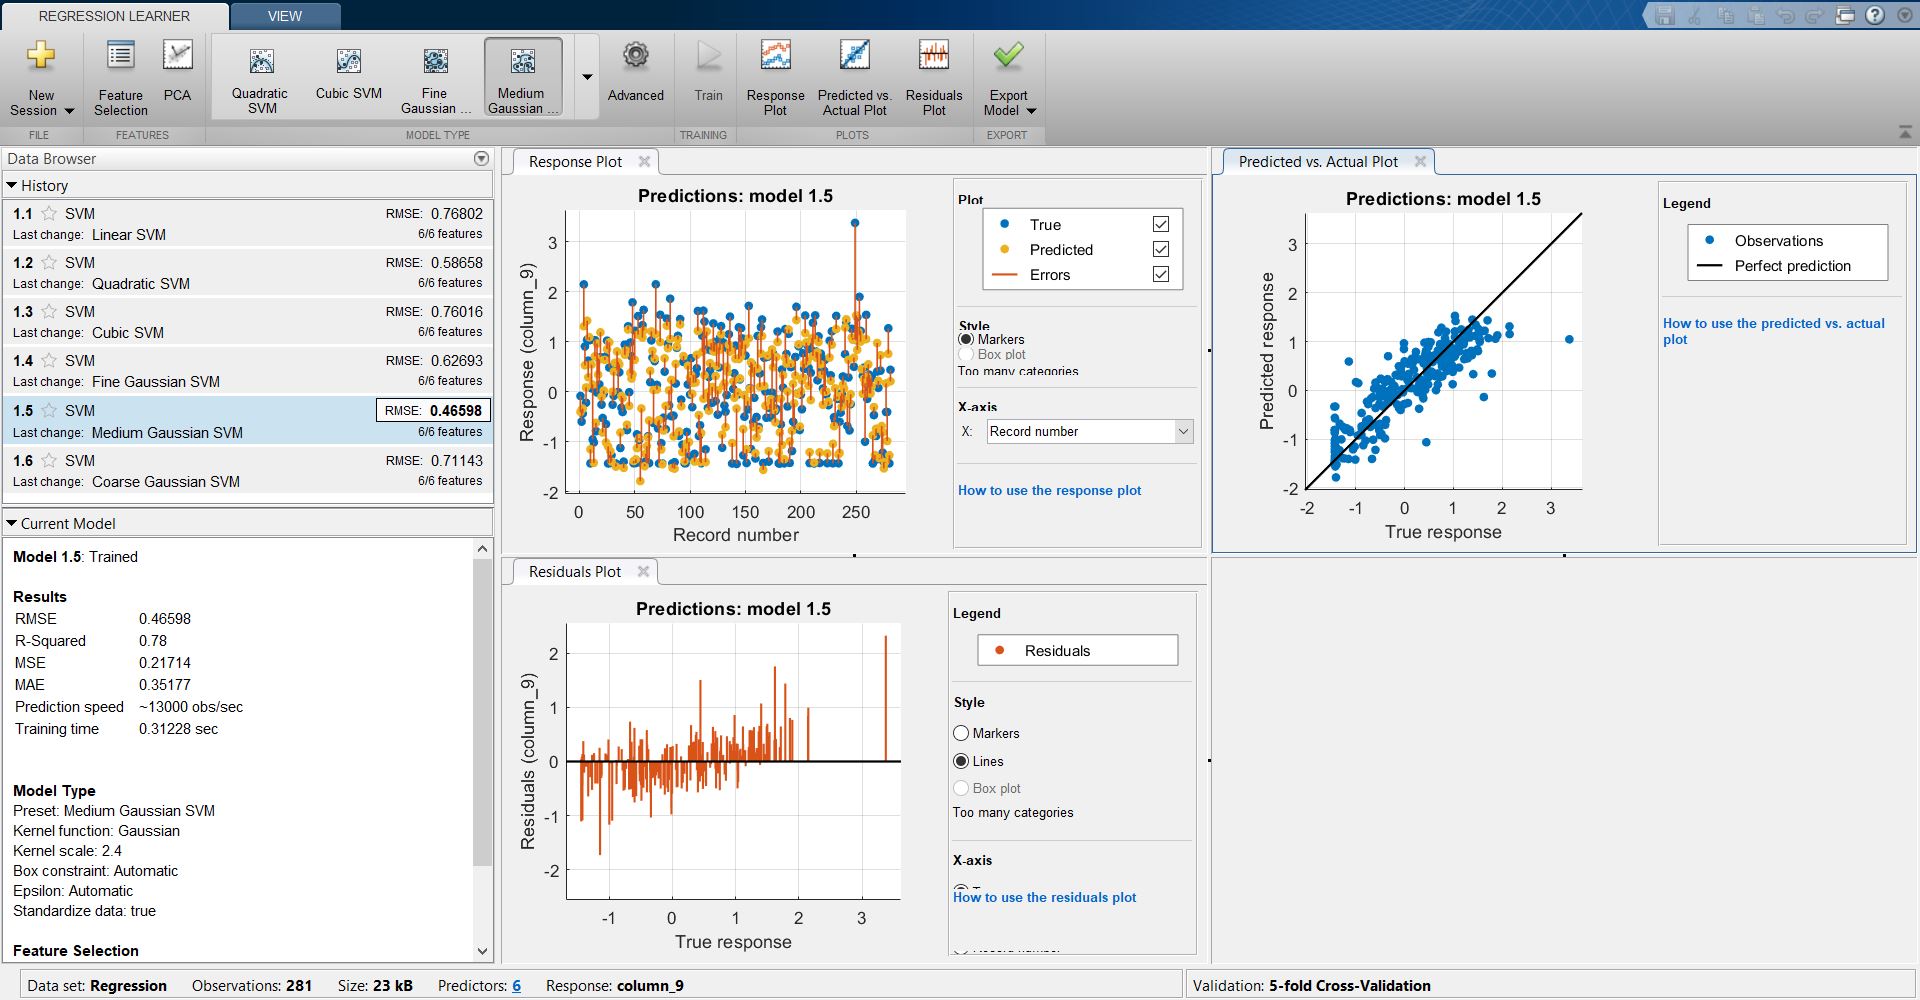 REGRESSION LEARNER
VIEW
New
Session
Feature
Selection
PCA
Quadratic
SVM
Cubic SVM
Fine
Gaussian ...
Medium
Gaussian ...
Advanced
Train
Response
Plot
Predicted vs.
Actual Plot
Residuals
Plot
Export
Model
FILE
FEATURES
MODEL TYPE
TRAINING
PLOTS
EXPORT
Data Browser
History
1.1 SVM RMSE: 0.76802
Last change: Linear SVM 6/6 features
1.2 SVM RMSE: 0.58658
Last change: Quadratic SVM 6/6 features
1.3 SVM RMSE: 0.76016
Last change: Cubic SVM 6/6 features
1.4 SVM RMSE: 0.62693
Last change: Fine Gaussian SVM 6/6 features
1.5 SVM RMSE: 0.46598
Last change: Medium Gaussian SVM 6/6 features
1.6 SVM RMSE: 0.71143
Last change: Coarse Gaussian SVM 6/6 features
Current Model
Model 1.5: Trained
Results
RMSE 0.46598
R-Squared 0.78
MSE 0.21714
MAE 0.35177
Prediction speed ~13000 obs/sec
Training time 0.31228 sec
Model Type
Preset: Medium Gaussian SVM
Kernel function: Gaussian
Kernel scale: 2.4
Box constraint: Automatic
Epsilon: Automatic
Standardize data: true
Feature Selection
Response Plot
Predictions: model 1.5
Response (column_9)
3
2
1
0
-1
-2
0 50 100 150 200 250
Record number
Plot
True
Predicted
Errors
Style
Markers
Box plot
Too many categories
X-axis
X: Record number
How to use the response plot
Predicted vs. Actual Plot
Predictions: model 1.5
Predicted response
3
2
1
0
-1
-2
-2 -1 0 1 2 3
True response
Legend
Observations
Perfect prediction
How to use the predicted vs. actual
plot
Residuals Plot
Predictions: model 1.5
Residuals (column_9)
2
1
0
-1
-2
-1 0 1 2 3
True response
Legend
Residuals
Style
Markers
Lines
Box plot
Too many categories
X-axis
How to use the residuals plot
Data set: Regression Observations: 281 Size: 23 kB Predictors: 6 Response: column_9
Validation: 5-fold Cross-Validation